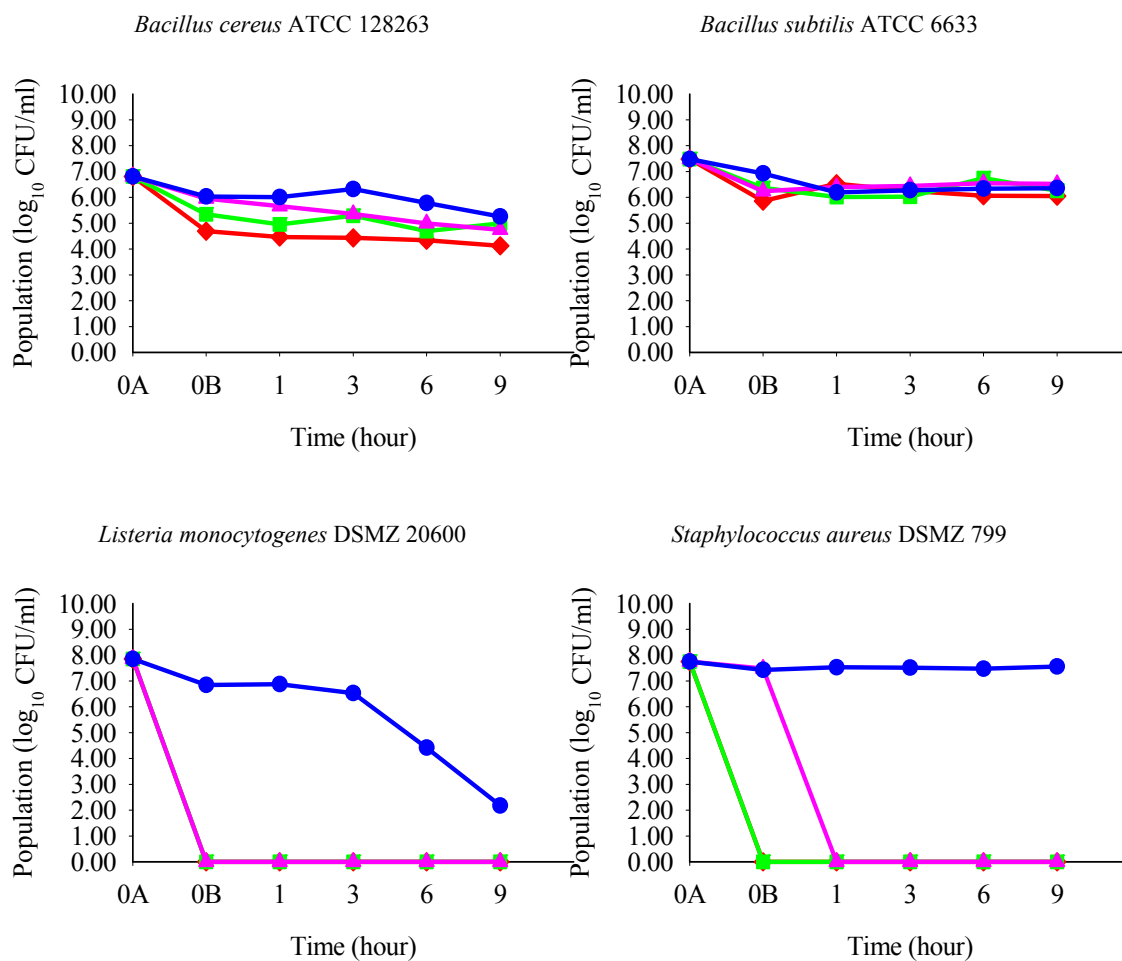 Bacillus cereus ATCC 128263
Population (log10 CFU/ml)
10.00
9.00
8.00
7.00
6.00
5.00
4.00
3.00
2.00
1.00
0.00
0A 0B 1 3 6 9
Time (hour)
Bacillus subtilis ATCC 6633
Population (log10 CFU/ml)
10.00
9.00
8.00
7.00
6.00
5.00
4.00
3.00
2.00
1.00
0.00
0A 0B 1 3 6 9
Time (hour)
Listeria monocytogenes DSMZ 20600
Population (log10 CFU/ml)
10.00
9.00
8.00
7.00
6.00
5.00
4.00
3.00
2.00
1.00
0.00
0A 0B 1 3 6 9
Time (hour)
Staphylococcus aureus DSMZ 799
Population (log10 CFU/ml)
10.00
9.00
8.00
7.00
6.00
5.00
4.00
3.00
2.00
1.00
0.00
0A 0B 1 3 6 9
Time (hour)